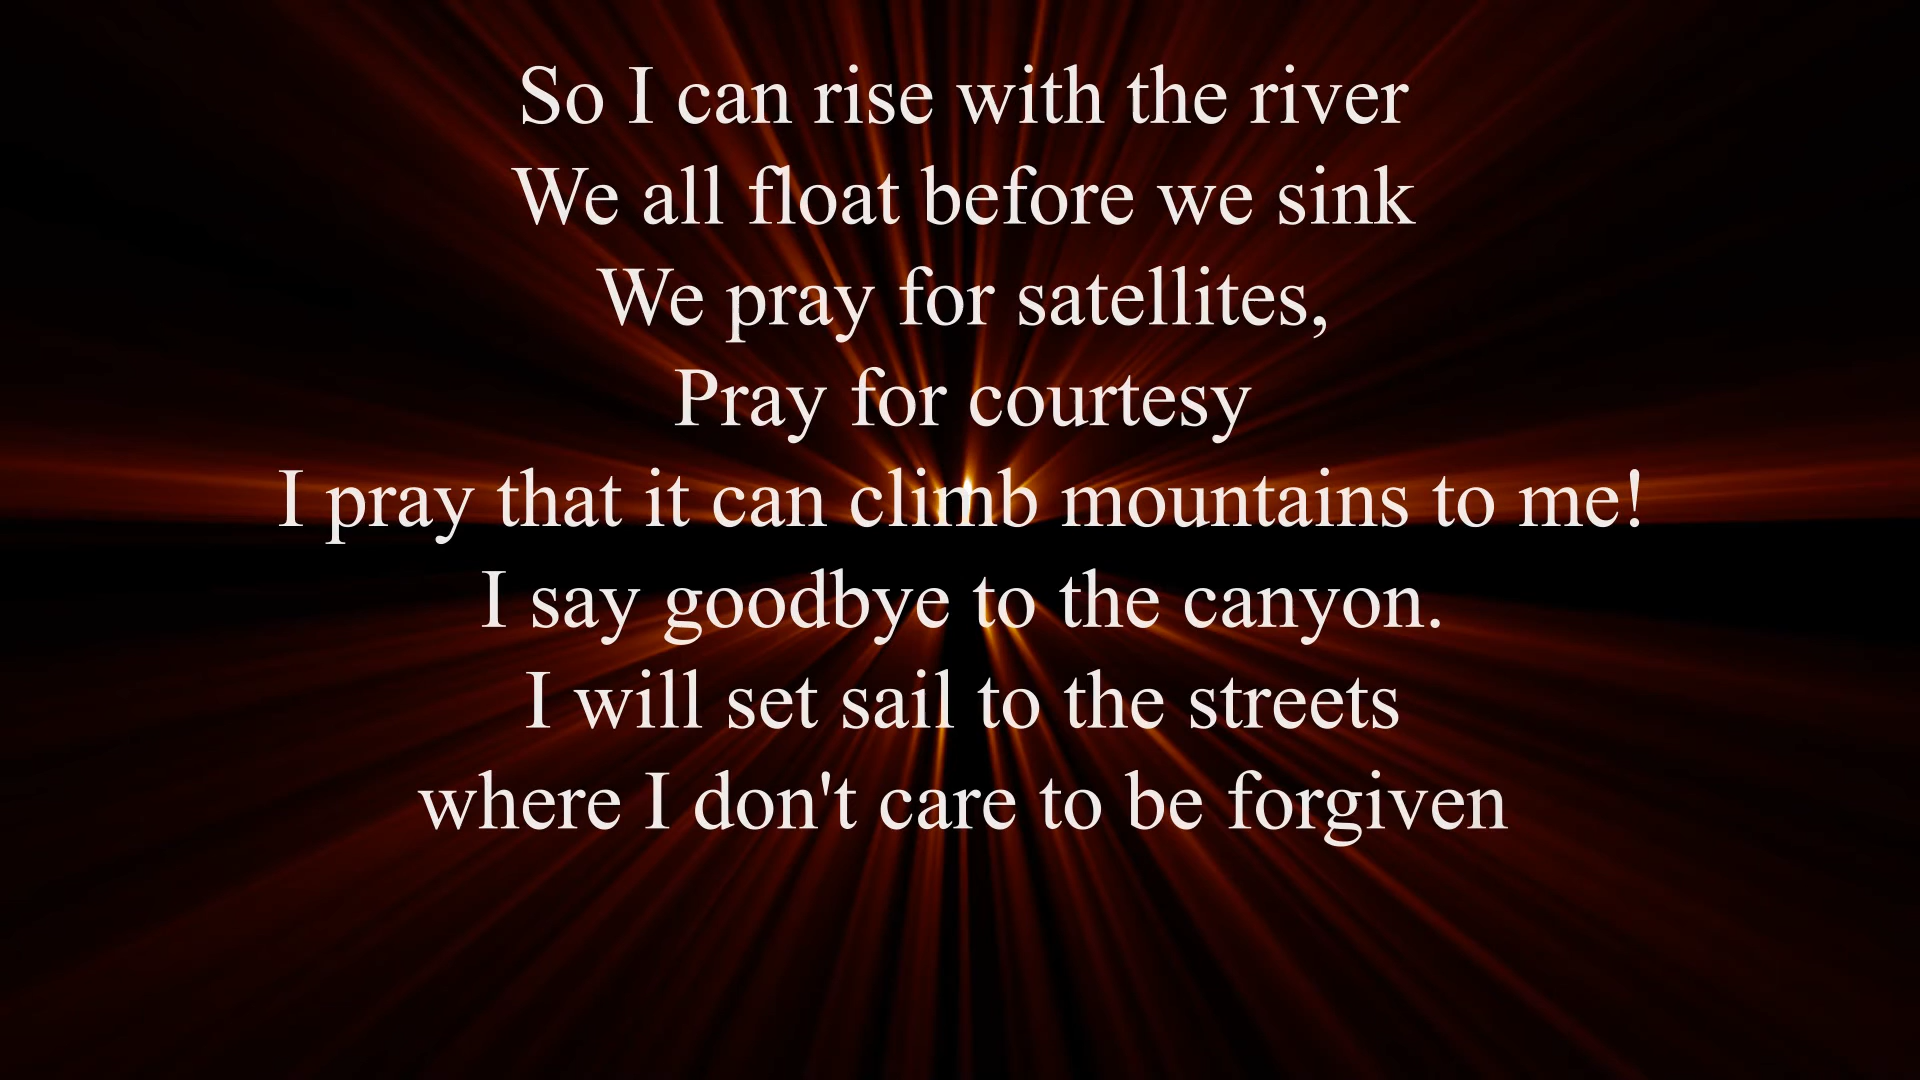 So I can rise with the river
We all float before we sink
We pray for satellites,
Pray for courtesy
I pray that it can climb mountains to me!
I say goodbye to the canyon.
I will set sail to the streets
where I don't care to be forgiven